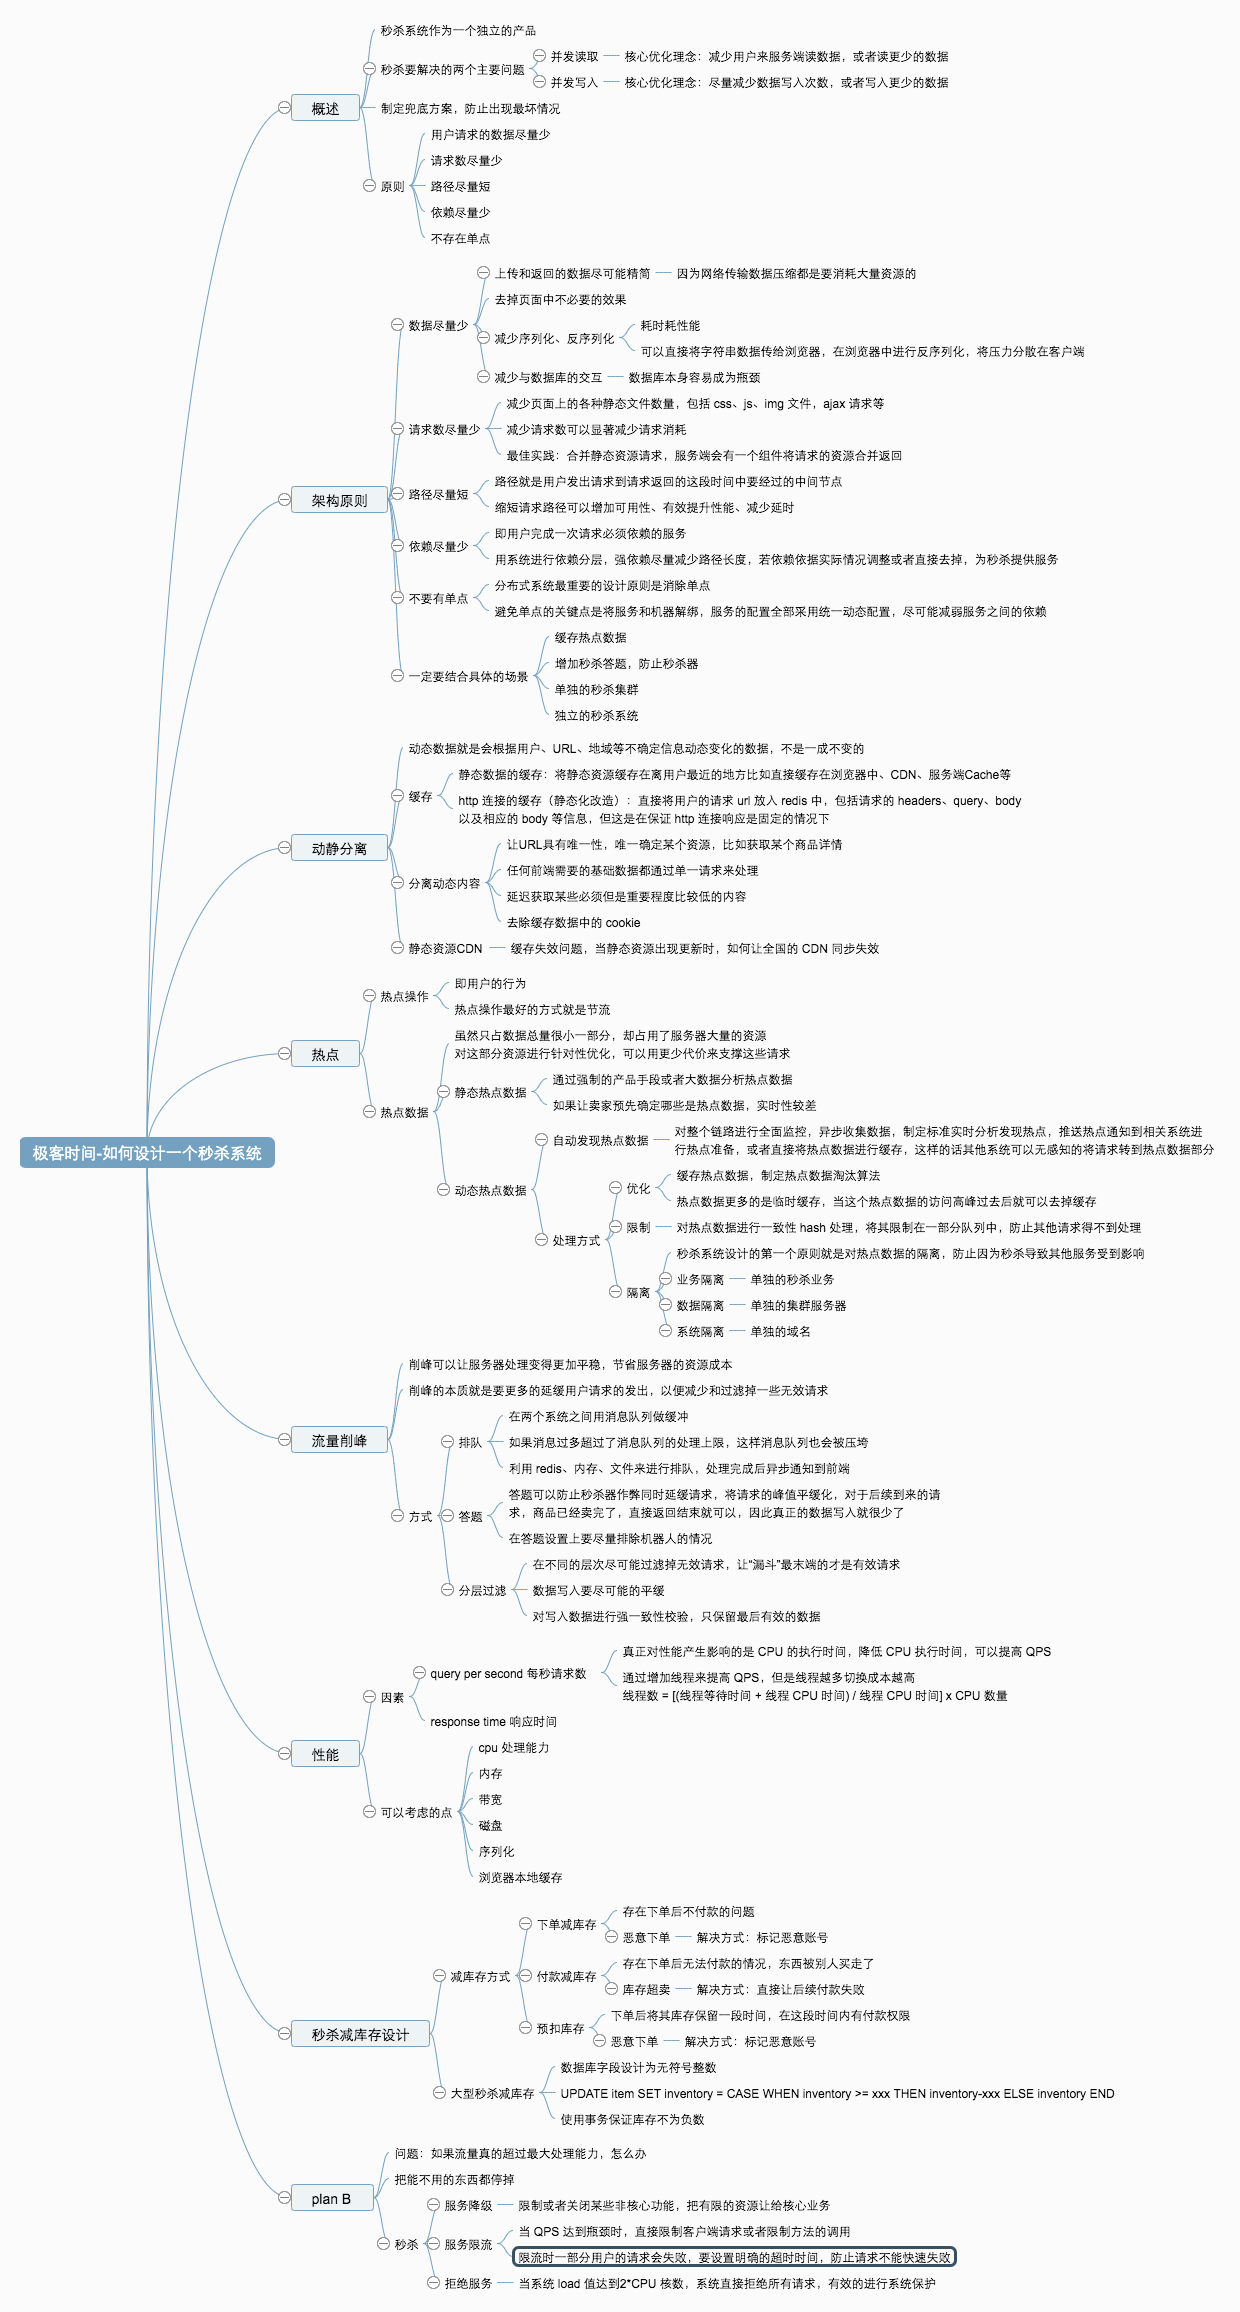 极客时间-如何设计一个秒杀系统
概述
秒杀系统作为一个独立的产品
秒杀要解决的两个主要问题
并发读取
核心优化理念：减少用户来服务端读数据，或者读更少的数据
并发写入
核心优化理念：尽量减少数据写入次数，或者写入更少的数据
制定兜底方案，防止出现最坏情况
原则
用户请求的数据尽量少
请求数尽量少
路径尽量短
依赖尽量少
不存在单点
架构原则
数据尽量少
上传和返回的数据尽可能精简
因为网络传输数据压缩都是要消耗大量资源的
去掉页面中不必要的效果
减少序列化、反序列化
耗时耗性能
可以直接将字符串数据传给浏览器，在浏览器中进行反序列化，将压力分散在客户端
减少与数据库的交互
数据库本身容易成为瓶颈
请求数尽量少
减少页面上的各种静态文件数量，包括 css、js、img 文件，ajax 请求等
减少请求数可以显著减少请求消耗
最佳实践：合并静态资源请求，服务端会有一个组件将请求的资源合并返回
路径尽量短
路径就是用户发出请求到请求返回的这段时间中要经过的中间节点
缩短请求路径可以增加可用性、有效提升性能、减少延时
依赖尽量少
即用户完成一次请求必须依赖的服务
用系统进行依赖分层，强依赖尽量减少路径长度，若依赖依据实际情况调整或者直接去掉，为秒杀提供服务
不要有单点
分布式系统最重要的设计原则是消除单点
避免单点的关键点是将服务和机器解绑，服务的配置全部采用统一动态配置，尽可能减弱服务之间的依赖
一定要结合具体的场景
缓存热点数据
增加秒杀答题，防止秒杀器
单独的秒杀集群
独立的秒杀系统
动静分离
动态数据就是会根据用户、URL、地域等不确定信息动态变化的数据，不是一成不变的
缓存
静态数据的缓存：将静态资源缓存在离用户最近的地方比如直接缓存在浏览器中、CDN、服务端Cache等
http 连接的缓存（静态化改造）：直接将用户的请求 url 放入 redis 中，包括请求的 headers、query、body
以及相应的 body 等信息，但这是在保证 http 连接响应是固定的情况下
分离动态内容
让URL具有唯一性，唯一确定某个资源，比如获取某个商品详情
任何前端需要的基础数据都通过单一请求来处理
延迟获取某些必须但是重要程度比较低的内容
去除缓存数据中的 cookie
静态资源CDN
缓存失效问题，当静态资源出现更新时，如何让全国的 CDN 同步失效
热点
热点操作
即用户的行为
热点操作最好的方式就是节流
热点数据
虽然只占数据总量很小一部分，却占用了服务器大量的资源
对这部分资源进行针对性优化，可以用更少代价来支撑这些请求
静态热点数据
通过强制的产品手段或者大数据分析热点数据
如果让卖家预先确定哪些是热点数据，实时性较差
动态热点数据
自动发现热点数据
对整个链路进行全面监控，异步收集数据，制定标准实时分析发现热点，推送热点通知到相关系统进
行热点准备，或者直接将热点数据进行缓存，这样的话其他系统可以无感知的将请求转到热点数据部分
处理方式
优化
缓存热点数据，制定热点数据淘汰算法
热点数据更多的是临时缓存，当这个热点数据的访问高峰过去后就可以去掉缓存
限制
对热点数据进行一致性 hash 处理，将其限制在一部分队列中，防止其他请求得不到处理
隔离
秒杀系统设计的第一个原则就是对热点数据的隔离，防止因为秒杀导致其他服务受到影响
业务隔离
单独的秒杀业务
数据隔离
单独的集群服务器
系统隔离
单独的域名
流量削峰
削峰可以让服务器处理变得更加平稳，节省服务器的资源成本
削峰的本质就是要更多的延缓用户请求的发出，以便减少和过滤掉一些无效请求
方式
排队
在两个系统之间用消息队列做缓冲
如果消息过多超过了消息队列的处理上限，这样消息队列也会被压垮
利用 redis、内存、文件来进行排队，处理完成后异步通知到前端
答题
答题可以防止秒杀器作弊同时延缓请求，将请求的峰值平缓化，对于后续到来的请
求，商品已经卖完了，直接返回结束就可以，因此真正的数据写入就很少了
在答题设置上要尽量排除机器人的情况
分层过滤
在不同的层次尽可能过滤掉无效请求，让“漏斗”最末端的才是有效请求
数据写入要尽可能的平缓
对写入数据进行强一致性校验，只保留最后有效的数据
性能
因素
query per second 每秒请求数
真正对性能产生影响的是 CPU 的执行时间，降低 CPU 执行时间，可以提高 QPS
通过增加线程来提高 QPS，但是线程越多切换成本越高
线程数 = [(线程等待时间 + 线程 CPU 时间) / 线程 CPU 时间] x CPU 数量
response time 响应时间
可以考虑的点
cpu 处理能力
内存
带宽
磁盘
序列化
浏览器本地缓存
秒杀减库存设计
减库存方式
下单减库存
存在下单后不付款的问题
恶意下单
解决方式：标记恶意账号
付款减库存
存在下单后无法付款的情况，东西被别人买走了
库存超卖
解决方式：直接让后续付款失败
预扣库存
下单后将其库存保留一段时间，在这段时间内有付款权限
恶意下单
解决方式：标记恶意账号
大型秒杀减库存
数据库字段设计为无符号整数
UPDATE item SET inventory = CASE WHEN inventory >= xxx THEN inventory-xxx ELSE inventory END
使用事务保证库存不为负数
plan B
问题：如果流量真的超过最大处理能力，怎么办
把能不用的东西都停掉
秒杀
服务降级
限制或者关闭某些非核心功能，把有限的资源让给核心业务
服务限流
当 QPS 达到瓶颈时，直接限制客户端请求或者限制方法的调用
限流时一部分用户的请求会失败，要设置明确的超时时间，防止请求不能快速失败
拒绝服务
当系统 load 值达到2*CPU 核数，系统直接拒绝所有请求，有效的进行系统保护